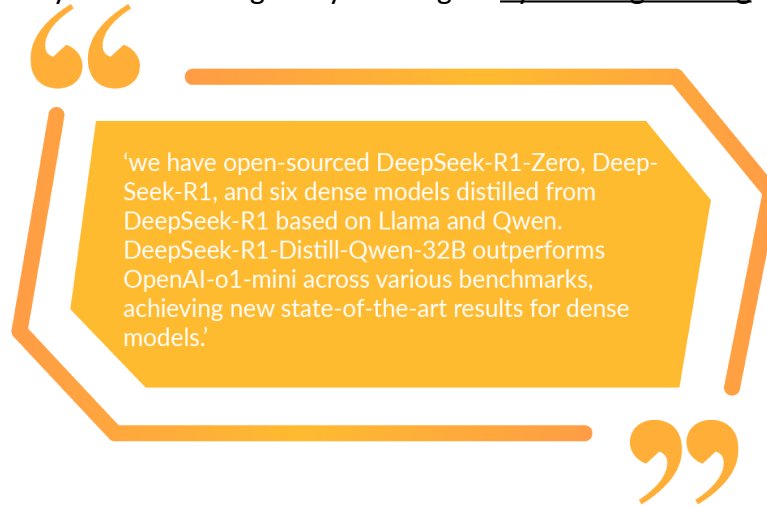 ‘we have open-sourced DeepSeek-R1-Zero, Deep-
Seek-R1, and six dense models distilled from
DeepSeek-R1 based on Llama and Qwen.
DeepSeek-R1-Distill-Qwen-32B outperforms
OpenAI-o1-mini across various benchmarks,
achieving new state-of-the-art results for dense
models.’